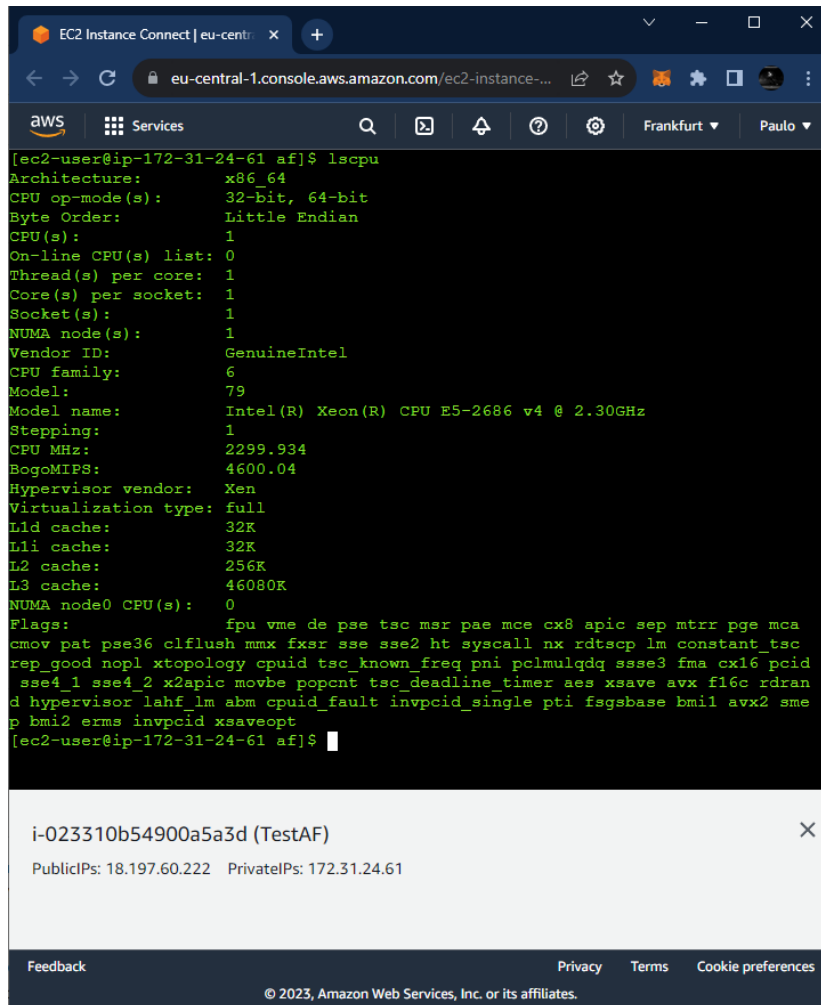 EC2 Instance Connect | eu-centr
eu-central-1.console.aws.amazon.com/ec2-instance-...
aws Services Frankfurt Paulo
[ec2-user@ip-172-31-24-61 af]$ lscpu
Architecture: x86_64
CPU op-mode(s): 32-bit, 64-bit
Byte Order: Little Endian
CPU(s): 1
On-line CPU(s) list: 0
Thread(s) per core: 1
Core(s) per socket: 1
Socket(s): 1
NUMA node(s): 1
Vendor ID: GenuineIntel
CPU family: 6
Model: 79
Model name: Intel(R) Xeon(R) CPU E5-2686 v4 @ 2.30GHz
Stepping: 1
CPU MHz: 2299.934
BogoMIPS: 4600.04
Hypervisor vendor: Xen
Virtualization type: full
L1d cache: 32K
L1i cache: 32K
L2 cache: 256K
L3 cache: 46080K
NUMA node0 CPU(s): 0
Flags: fpu vme de pse tsc msr pae mce cx8 apic sep mtrr pge mca
cmov pat pse36 clflush mmx fxsr sse sse2 ht syscall nx rdtscp lm constant_tsc
rep_good nopl xtopology cpuid tsc_known_freq pni pclmulqdq ssse3 fma cx16 pcid
sse4_1 sse4_2 x2apic movbe popcnt tsc_deadline_timer aes xsave avx f16c rdran
d hypervisor lahf_lm abm cpuid_fault invpcid_single pti fsgsbase bmi1 avx2 sme
p bmi2 erms invpcid xsaveopt
[ec2-user@ip-172-31-24-61 af]$
i-023310b54900a5a3d (TestAF)
PublicIPs: 18.197.60.222 PrivateIPs: 172.31.24.61
Feedback Privacy Terms Cookie preferences
© 2023, Amazon Web Services, Inc. or its affiliates.